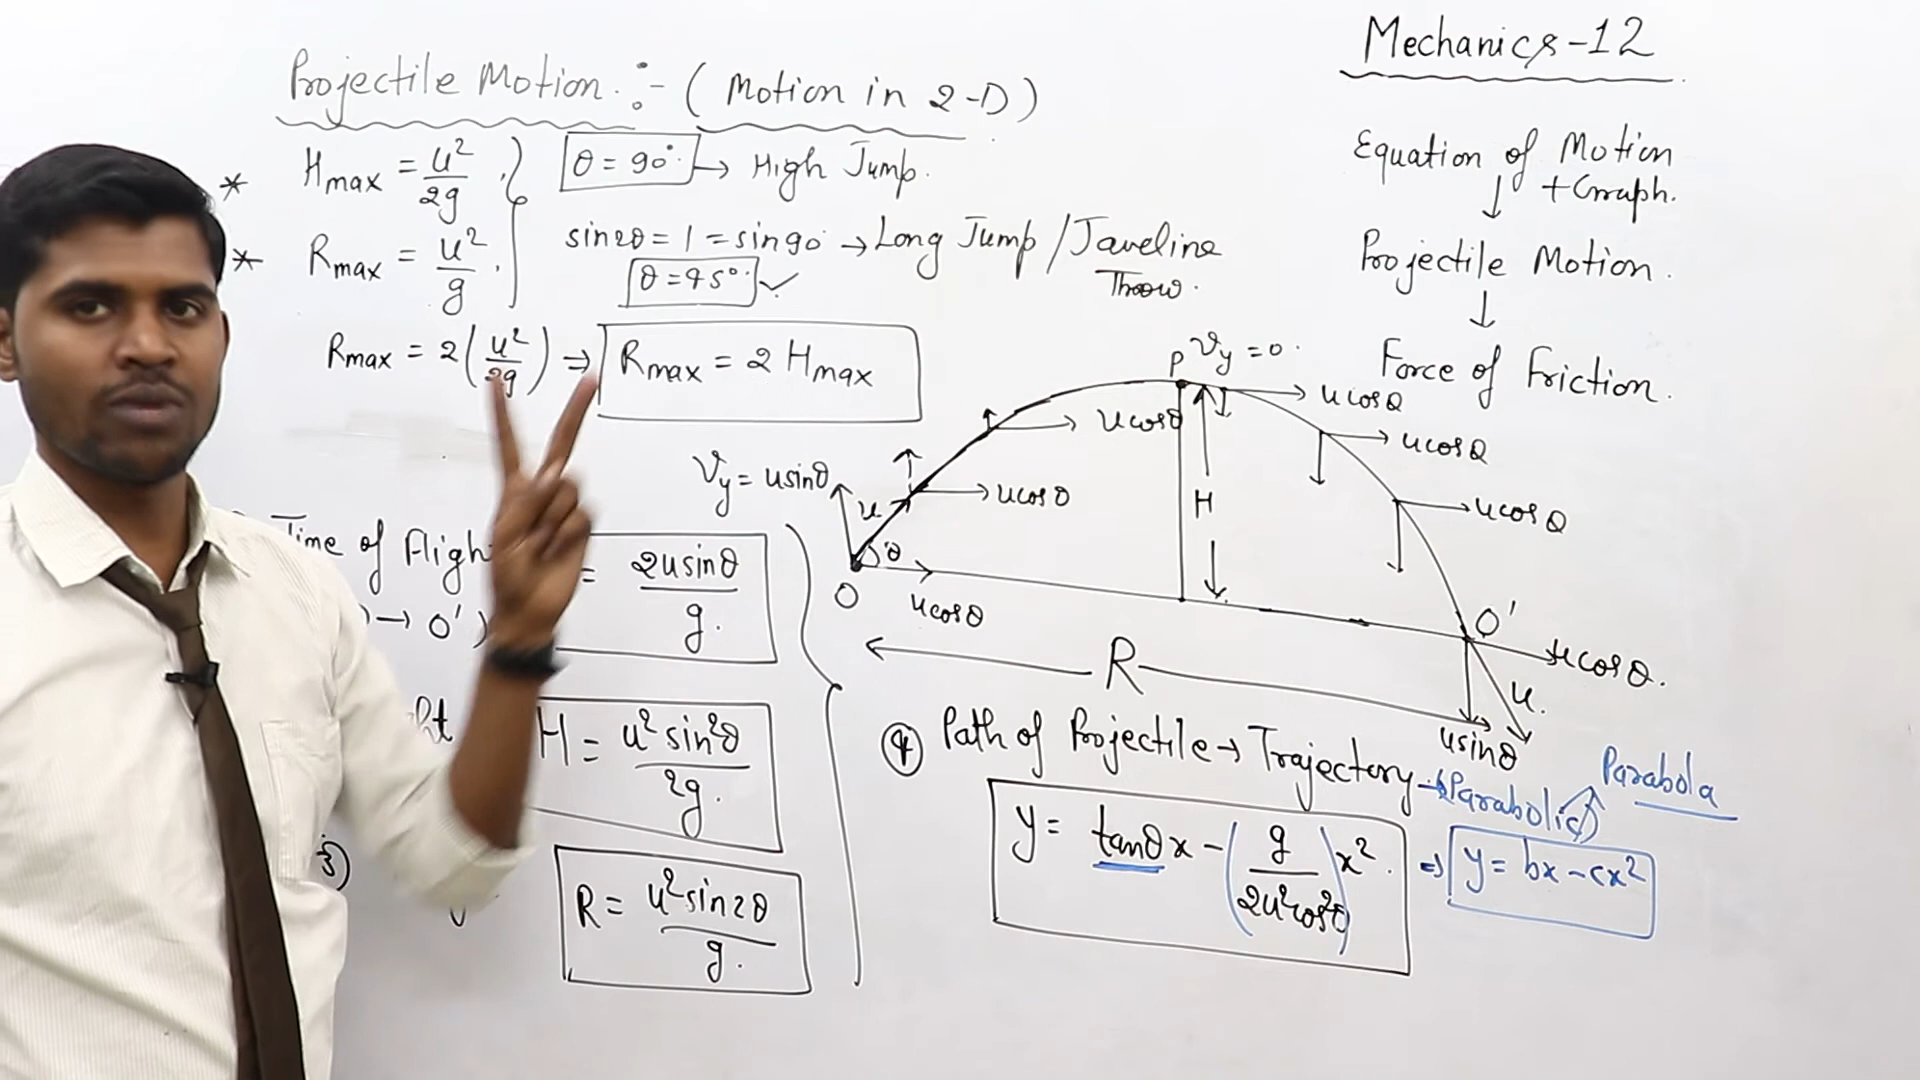 Mechanics-12
Projectile Motion :- (Motion in 2-D)
* Hmax = u²/2g
θ = 90° → High Jump.
* Rmax = u²/g.
sin2θ = 1 = sin90 → Long Jump / Javeline
Throw.
θ = 45° ✓
Rmax = 2(u²/2g) ⇒ Rmax = 2 Hmax
Equation of Motion
+Graph.
↓
Projectile Motion.
↓
Force of Friction.
P Vy = 0.
ucosθ
ucosθ
ucosθ
Vy = usinθ
u
ucosθ
H
ucosθ
θ
O
ucosθ
O'
ucosθ.
R
u.
usinθ
Time of Fligh
= 2usinθ/g.
→ O')
ht
H = u²sin²θ/2g.
3)
R = u²sin2θ/g.
④ Path of Projectile → Trajectory → Parabolic
Parabola
y = tanθx - (g/2u²cos²θ)x².
⇒ y = bx - cx²